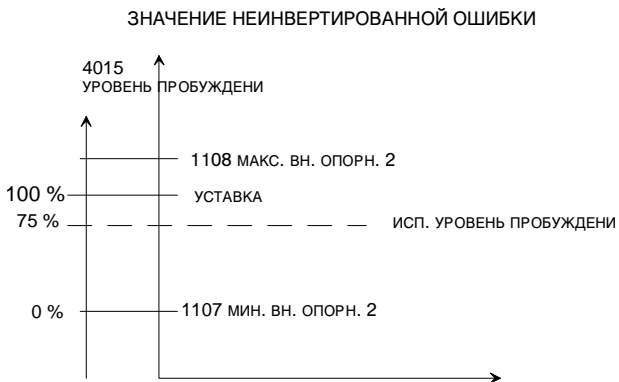 ЗНАЧЕНИЕ НЕИНВЕРТИРОВАННОЙ ОШИБКИ
4015
УРОВЕНЬ ПРОБУЖДЕНИ
1108 МАКС. ВН. ОПОРН. 2
100 % УСТАВКА
75 % ИСП. УРОВЕНЬ ПРОБУЖДЕНИ
0 % 1107 МИН. ВН. ОПОРН. 2